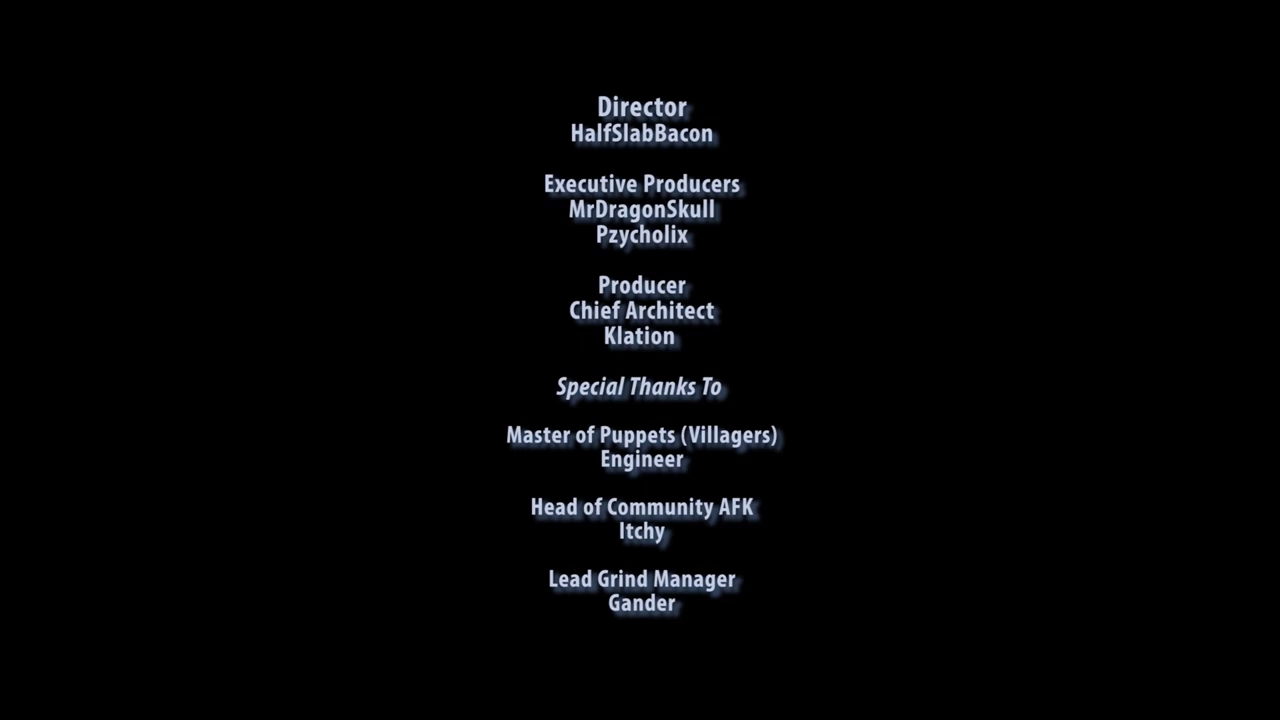 Director
HalfSlabBacon
Executive Producers
MrDragonSkull
Pzycholix
Producer
Chief Architect
Klation
Special Thanks To
Master of Puppets (Villagers)
Engineer
Head of Community AFK
Itchy
Lead Grind Manager
Gander